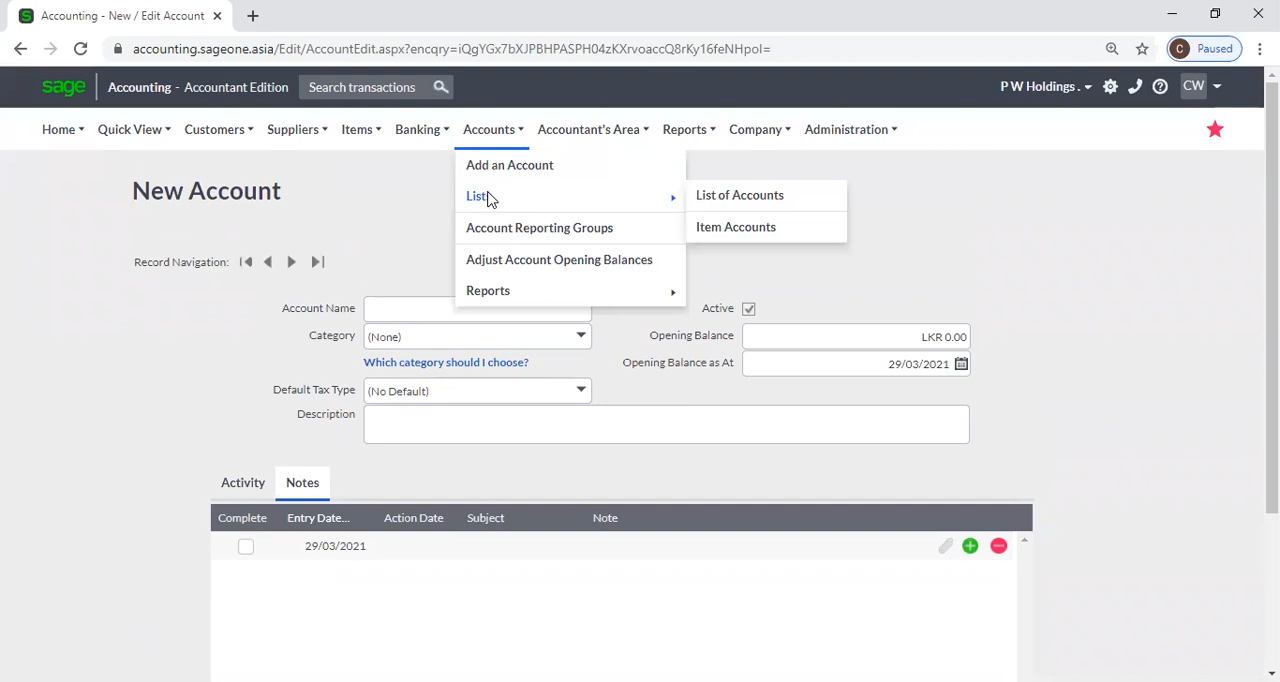 Accounting - New / Edit Account
accounting.sageone.asia/Edit/AccountEdit.aspx?encqry=iQgYGx7bXJPBHPASPH04zKXrvoaccQ8rKy16feNHpoI=
C Paused
sage Accounting - Accountant Edition Search transactions P W Holdings . CW
Home Quick View Customers Suppliers Items Banking Accounts Accountant's Area Reports Company Administration
Add an Account
List
List of Accounts
Item Accounts
Account Reporting Groups
Adjust Account Opening Balances
Reports
New Account
Record Navigation:
Account Name Active
Category (None) Opening Balance LKR 0.00
Which category should I choose? Opening Balance as At 29/03/2021
Default Tax Type (No Default)
Description
Activity Notes
Complete Entry Date... Action Date Subject Note
29/03/2021